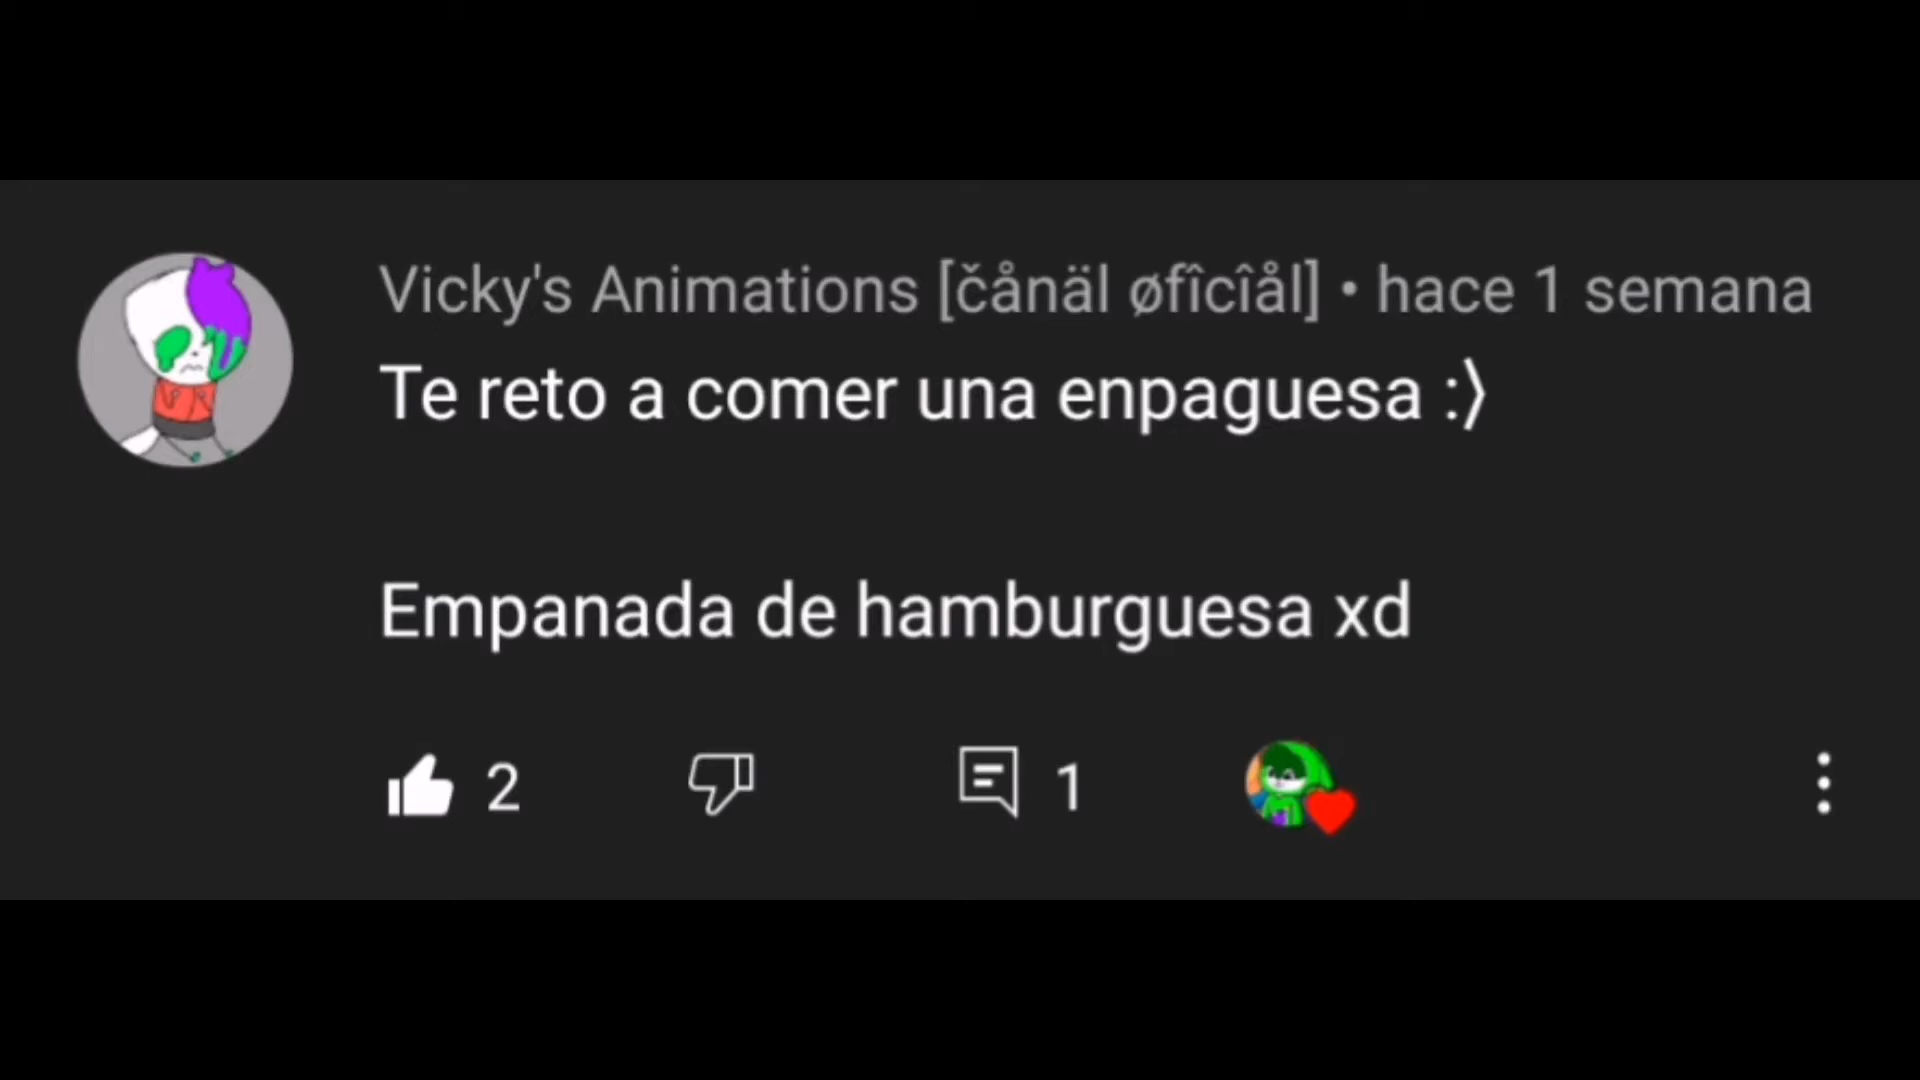 Vicky's Animations [čånäl øfîcîål] • hace 1 semana
Te reto a comer una enpaguesa :⟩
Empanada de hamburguesa xd
2 1